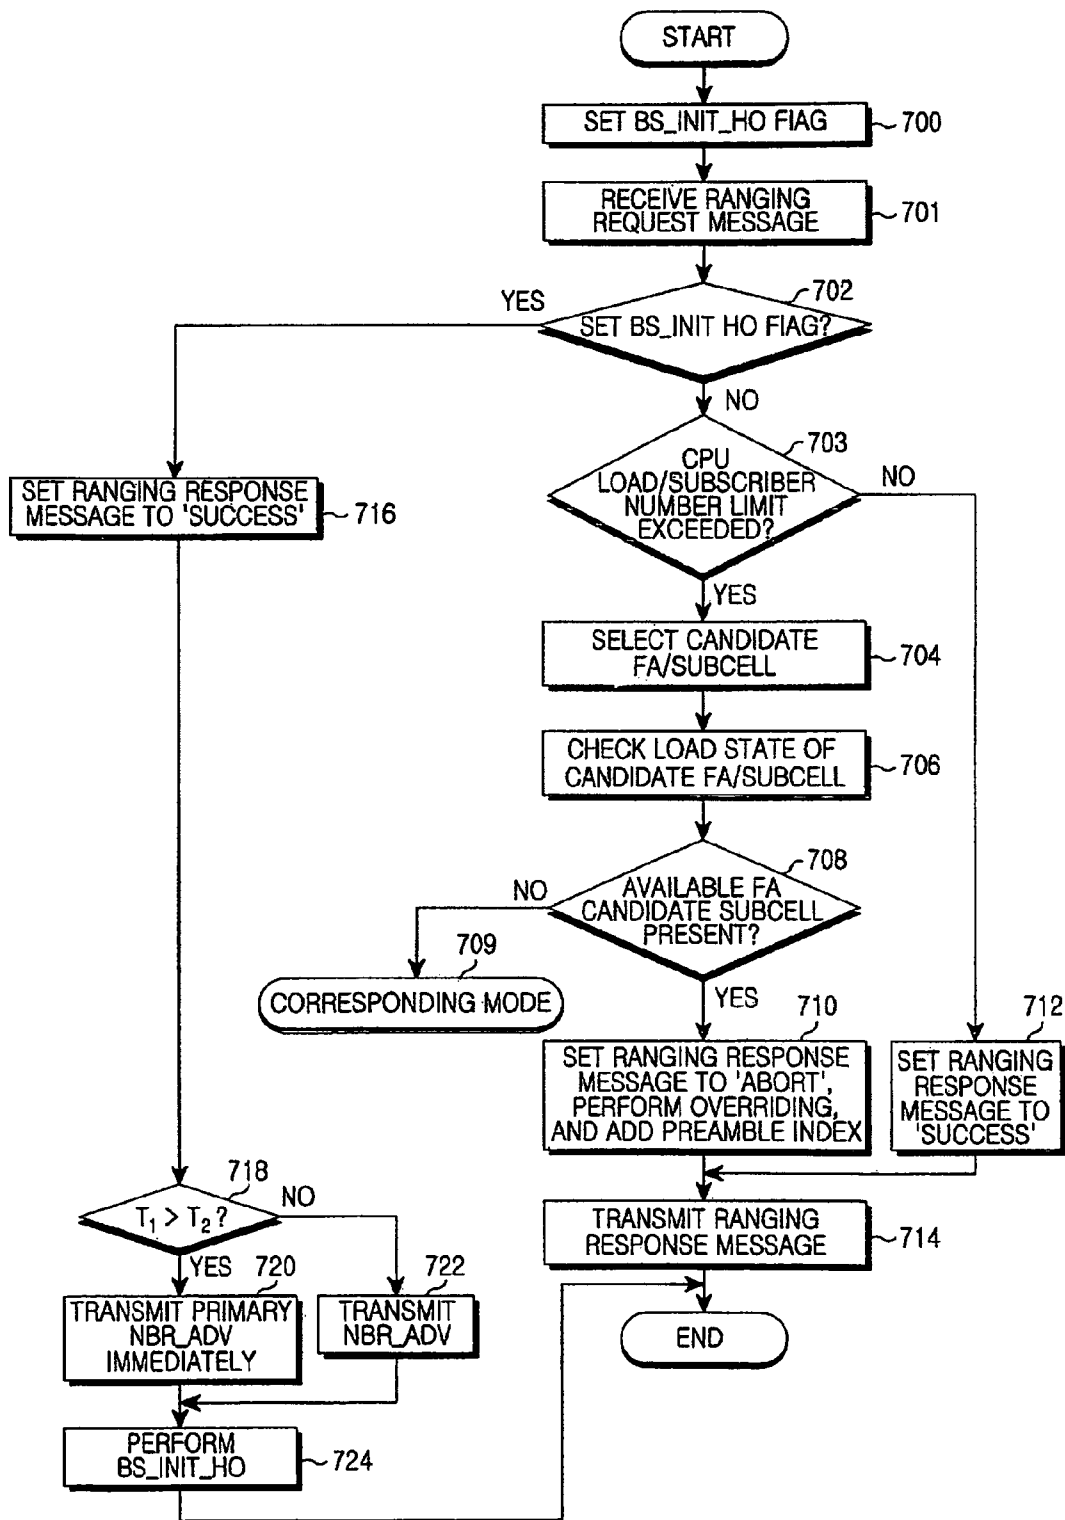 START
SET BS_INIT_HO FIAG
700
RECEIVE RANGING
REQUEST MESSAGE
701
702
YES
SET BS_INIT HO FIAG?
NO
703
CPU
LOAD/SUBSCRIBER
NUMBER LIMIT
EXCEEDED?
NO
SET RANGING RESPONSE
MESSAGE TO 'SUCCESS'
716
YES
SELECT CANDIDATE
FA/SUBCELL
704
CHECK LOAD STATE OF
CANDIDATE FA/SUBCELL
706
708
NO
AVAILABLE FA
CANDIDATE SUBCELL
PRESENT?
709
CORRESPONDING MODE
YES
710
712
SET RANGING RESPONSE
MESSAGE TO 'ABORT',
PERFORM OVERRIDING,
AND ADD PREAMBLE INDEX
SET RANGING
RESPONSE
MESSAGE TO
'SUCCESS'
718
NO
T1 > T2 ?
TRANSMIT RANGING
RESPONSE MESSAGE
714
YES
720
722
TRANSMIT PRIMARY
NBR_ADV
IMMEDIATELY
TRANSMIT
NBR_ADV
END
PERFORM
BS_INIT_HO
724